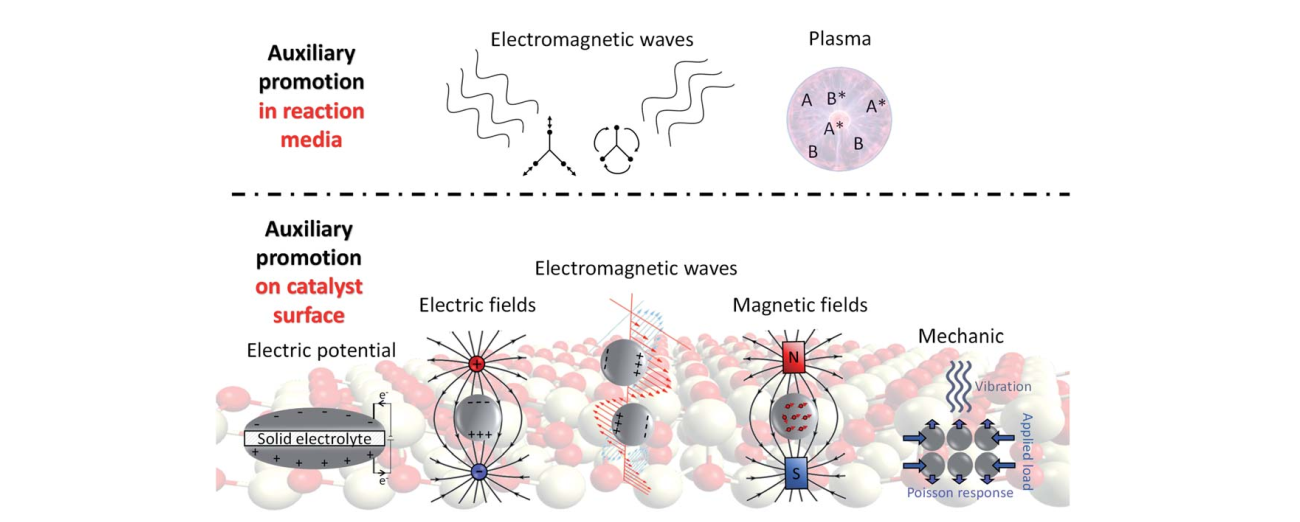 Auxiliary
promotion
in reaction
media
Electromagnetic waves
Plasma
A B* A*
A*
B B
Auxiliary
promotion
on catalyst
surface
Electric potential
e-
- - - - - -
Solid electrolyte
+ + + + + +
e-
Electric fields
+
- - -
+++
-
Electromagnetic waves
- - -
+++
+++
- - -
Magnetic fields
N
S
Mechanic
Vibration
Applied load
Poisson response